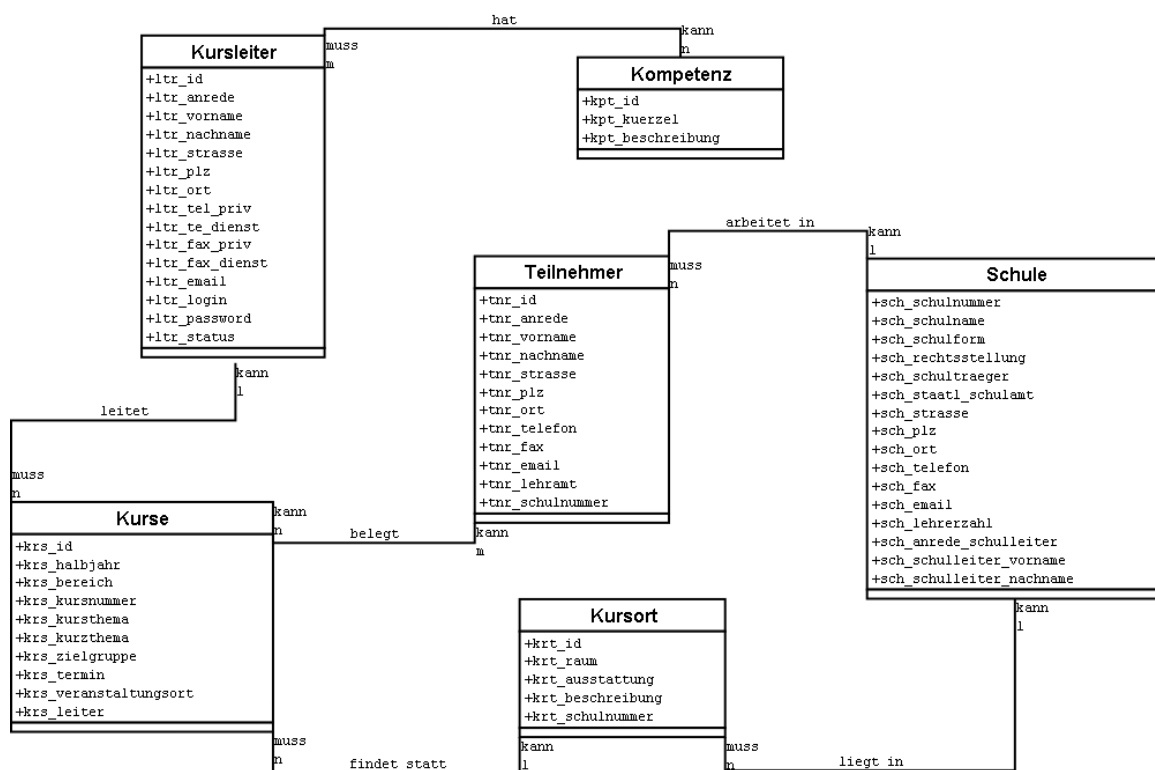 hat
kann
n
muss
m
Kursleiter
+ltr_id
+ltr_anrede
+ltr_vorname
+ltr_nachname
+ltr_strasse
+ltr_plz
+ltr_ort
+ltr_tel_priv
+ltr_te_dienst
+ltr_fax_priv
+ltr_fax_dienst
+ltr_email
+ltr_login
+ltr_password
+ltr_status
Kompetenz
+kpt_id
+kpt_kuerzel
+kpt_beschreibung
arbeitet in
kann
l
muss
n
Teilnehmer
+tnr_id
+tnr_anrede
+tnr_vorname
+tnr_nachname
+tnr_strasse
+tnr_plz
+tnr_ort
+tnr_telefon
+tnr_fax
+tnr_email
+tnr_lehramt
+tnr_schulnummer
Schule
+sch_schulnummer
+sch_schulname
+sch_schulform
+sch_rechtsstellung
+sch_schultraeger
+sch_staatl_schulamt
+sch_strasse
+sch_plz
+sch_ort
+sch_telefon
+sch_fax
+sch_email
+sch_lehrerzahl
+sch_anrede_schulleiter
+sch_schulleiter_vorname
+sch_schulleiter_nachname
kann
l
leitet
muss
n
Kurse
+krs_id
+krs_halbjahr
+krs_bereich
+krs_kursnummer
+krs_kursthema
+krs_kurzthema
+krs_zielgruppe
+krs_termin
+krs_veranstaltungsort
+krs_leiter
kann
n
belegt
kann
m
Kursort
+krt_id
+krt_raum
+krt_ausstattung
+krt_beschreibung
+krt_schulnummer
kann
l
muss
n
findet statt
kann
l
muss
n
liegt in